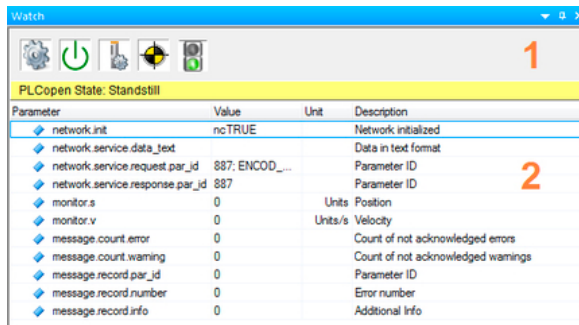 Watch
1
PLCopen State: Standstill
Parameter Value Unit Description
network.init ncTRUE Network initialized
network.service.data_text Data in text format
network.service.request.par_id 887; ENCOD_... Parameter ID
network.service.response.par_id 887 Parameter ID
2
monitor.s 0 Units Position
monitor.v 0 Units/s Velocity
message.count.error 0 Count of not acknowledged errors
message.count.warning 0 Count of not acknowledged warnings
message.record.par_id 0 Parameter ID
message.record.number 0 Error number
message.record.info 0 Additional Info